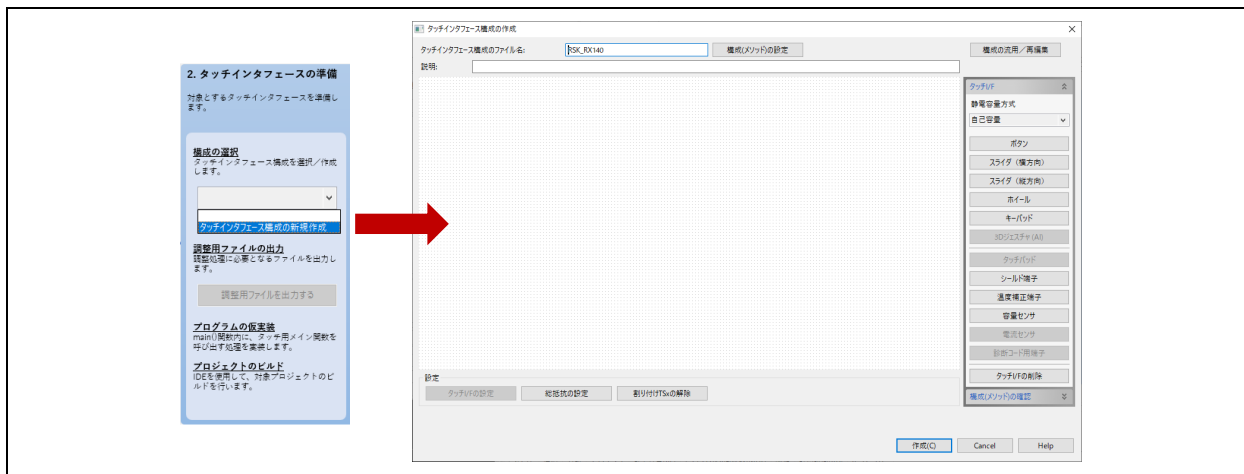 2. タッチインタフェースの準備
対象とするタッチインタフェースを準備し
ます。
構成の選択
タッチインタフェース構成を選択／作成
します。
タッチインタフェース構成の新規作成
調整用ファイルの出力
調整処理に必要となるファイルを出力し
ます。
調整用ファイルを出力する
プログラムの仮実装
main()関数内に、タッチ用メイン関数を
呼び出す処理を実装します。
プロジェクトのビルド
IDEを使用して、対象プロジェクトのビ
ルドを行います。
タッチインタフェース構成の作成
タッチインタフェース構成のファイル名:
RSK_RX140
構成(メソッド)の設定
構成の流用／再編集
説明:
タッチI/F
静電容量方式
自己容量
ボタン
スライダ（横方向）
スライダ（縦方向）
ホイール
キーパッド
3Dジェスチャ(AI)
タッチパッド
シールド端子
温度補正端子
容量センサ
電流センサ
診断コード用端子
タッチI/Fの削除
構成(メソッド)の確認
設定
タッチI/Fの設定
総抵抗の設定
割り付けTSxの解除
作成(C)
Cancel
Help